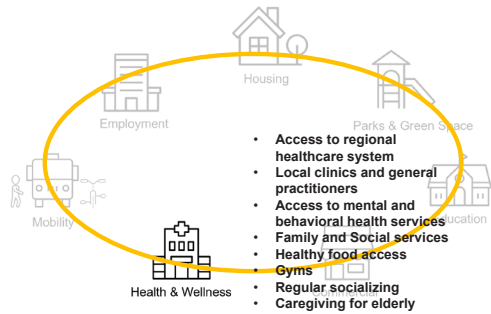 Housing
Employment
Parks & Green Space
• Access to regional
healthcare system
• Local clinics and general
practitioners
• Access to mental and
behavioral health services
• Family and Social services
• Healthy food access
• Gyms
• Regular socializing
• Caregiving for elderly
Mobility
Education
Health & Wellness
Commercial